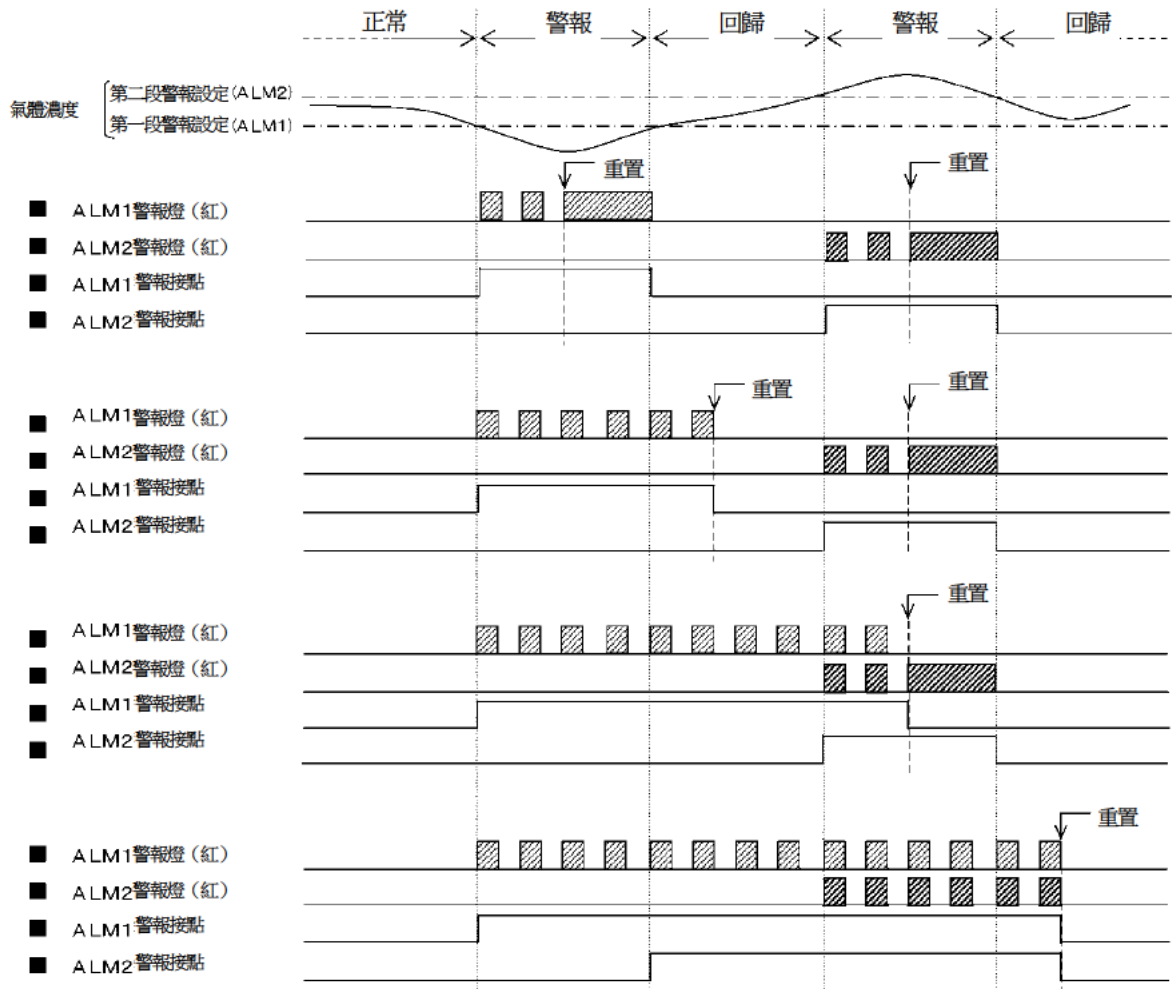 正常 警報 回歸 警報 回歸
氣體濃度
第二段警報設定(ALM2)
第一段警報設定(ALM1)
重置 重置
■ ALM1警報燈（紅）
■ ALM2警報燈（紅）
■ ALM1警報接點
■ ALM2警報接點
重置 重置
■ ALM1警報燈（紅）
■ ALM2警報燈（紅）
■ ALM1警報接點
■ ALM2警報接點
重置
■ ALM1警報燈（紅）
■ ALM2警報燈（紅）
■ ALM1警報接點
■ ALM2警報接點
重置
■ ALM1警報燈（紅）
■ ALM2警報燈（紅）
■ ALM1警報接點
■ ALM2警報接點